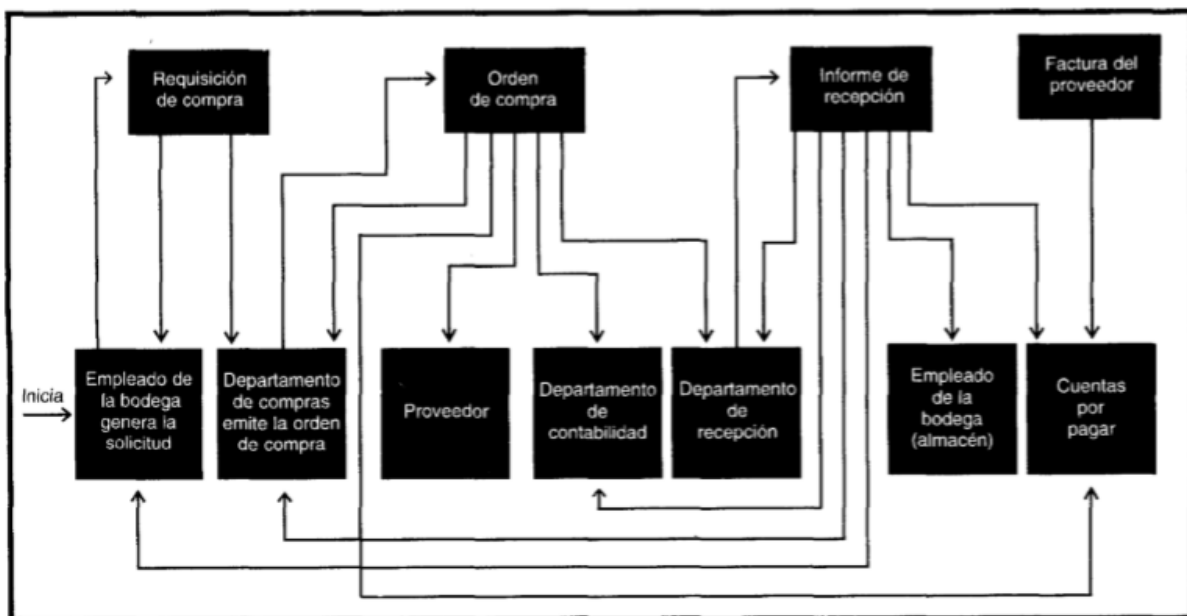 Requisición
de compra
Orden
de compra
Informe de
recepción
Factura del
proveedor
Inicia
Empleado de
la bodega
genera la
solicitud
Departamento
de compras
emite la orden
de compra
Proveedor
Departamento
de
contabilidad
Departamento
de
recepción
Empleado
de la
bodega
(almacén)
Cuentas
por
pagar